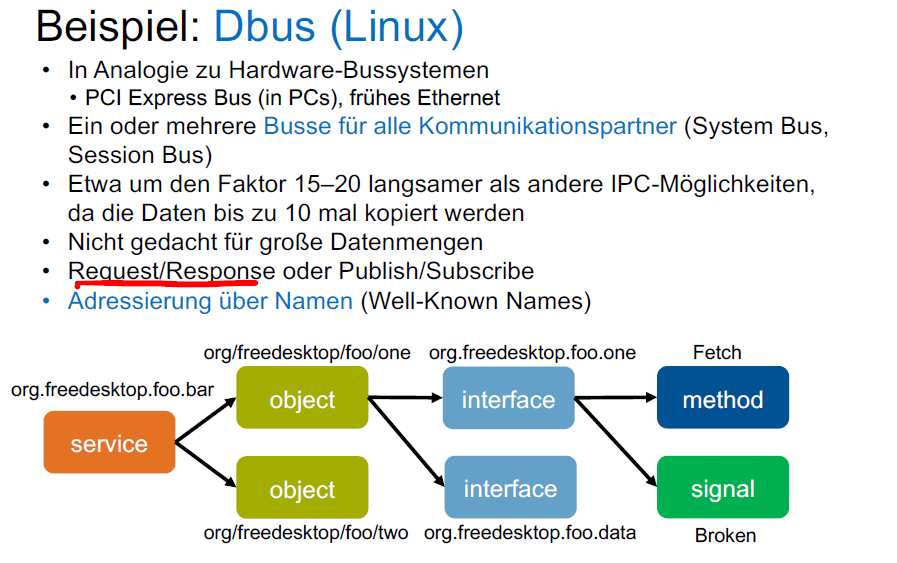 Beispiel: Dbus (Linux)
• In Analogie zu Hardware-Bussystemen
• PCI Express Bus (in PCs), frühes Ethernet
• Ein oder mehrere Busse für alle Kommunikationspartner (System Bus,
Session Bus)
• Etwa um den Faktor 15–20 langsamer als andere IPC-Möglichkeiten,
da die Daten bis zu 10 mal kopiert werden
• Nicht gedacht für große Datenmengen
• Request/Response oder Publish/Subscribe
• Adressierung über Namen (Well-Known Names)
org/freedesktop/foo/one org.freedesktop.foo.one Fetch
org.freedesktop.foo.bar
object interface method
service
object interface signal
org/freedesktop/foo/two org.freedesktop.foo.data Broken